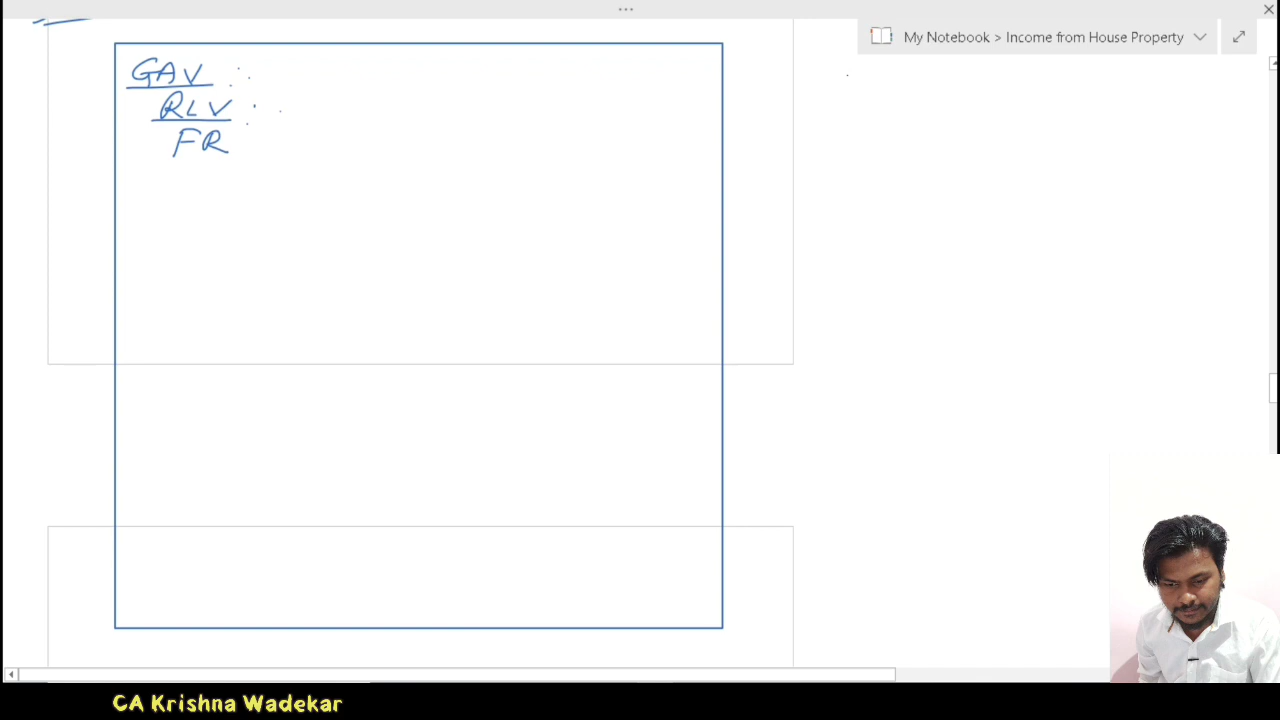 My Notebook > Income from House Property
GAV :
RLV :
FR
CA Krishna Wadekar